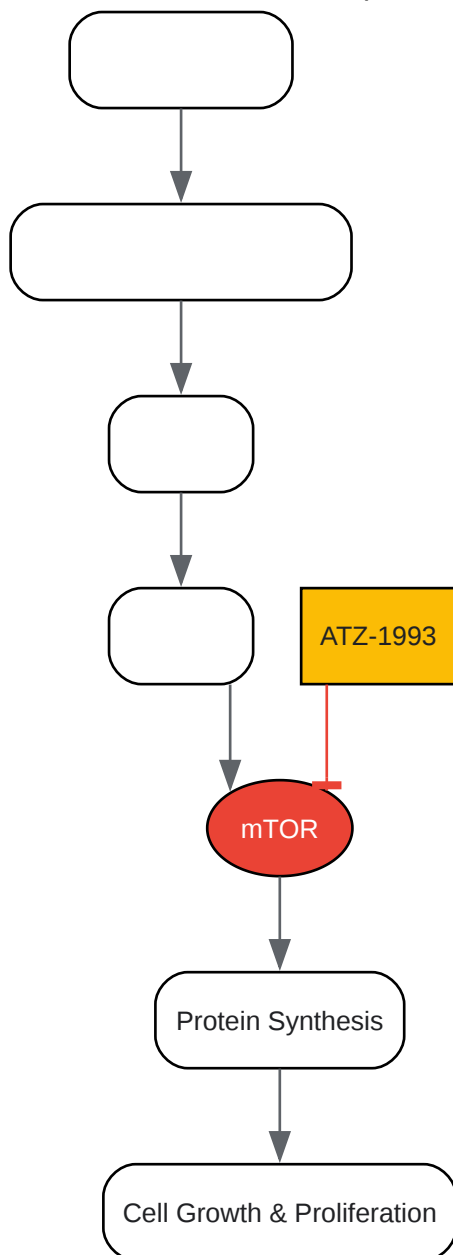 ATZ-1993
mTOR
Protein Synthesis
Cell Growth & Proliferation